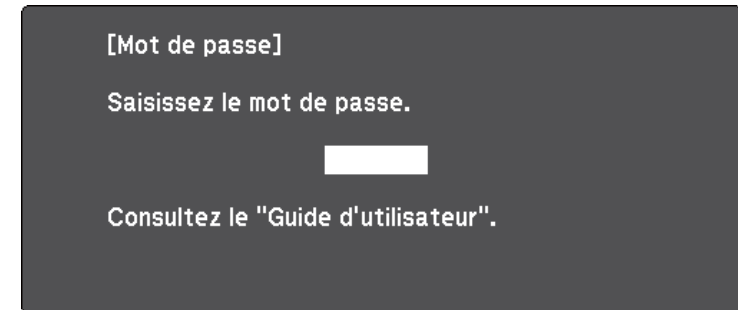 [Mot de passe]
Saisissez le mot de passe.
Consultez le "Guide d'utilisateur".